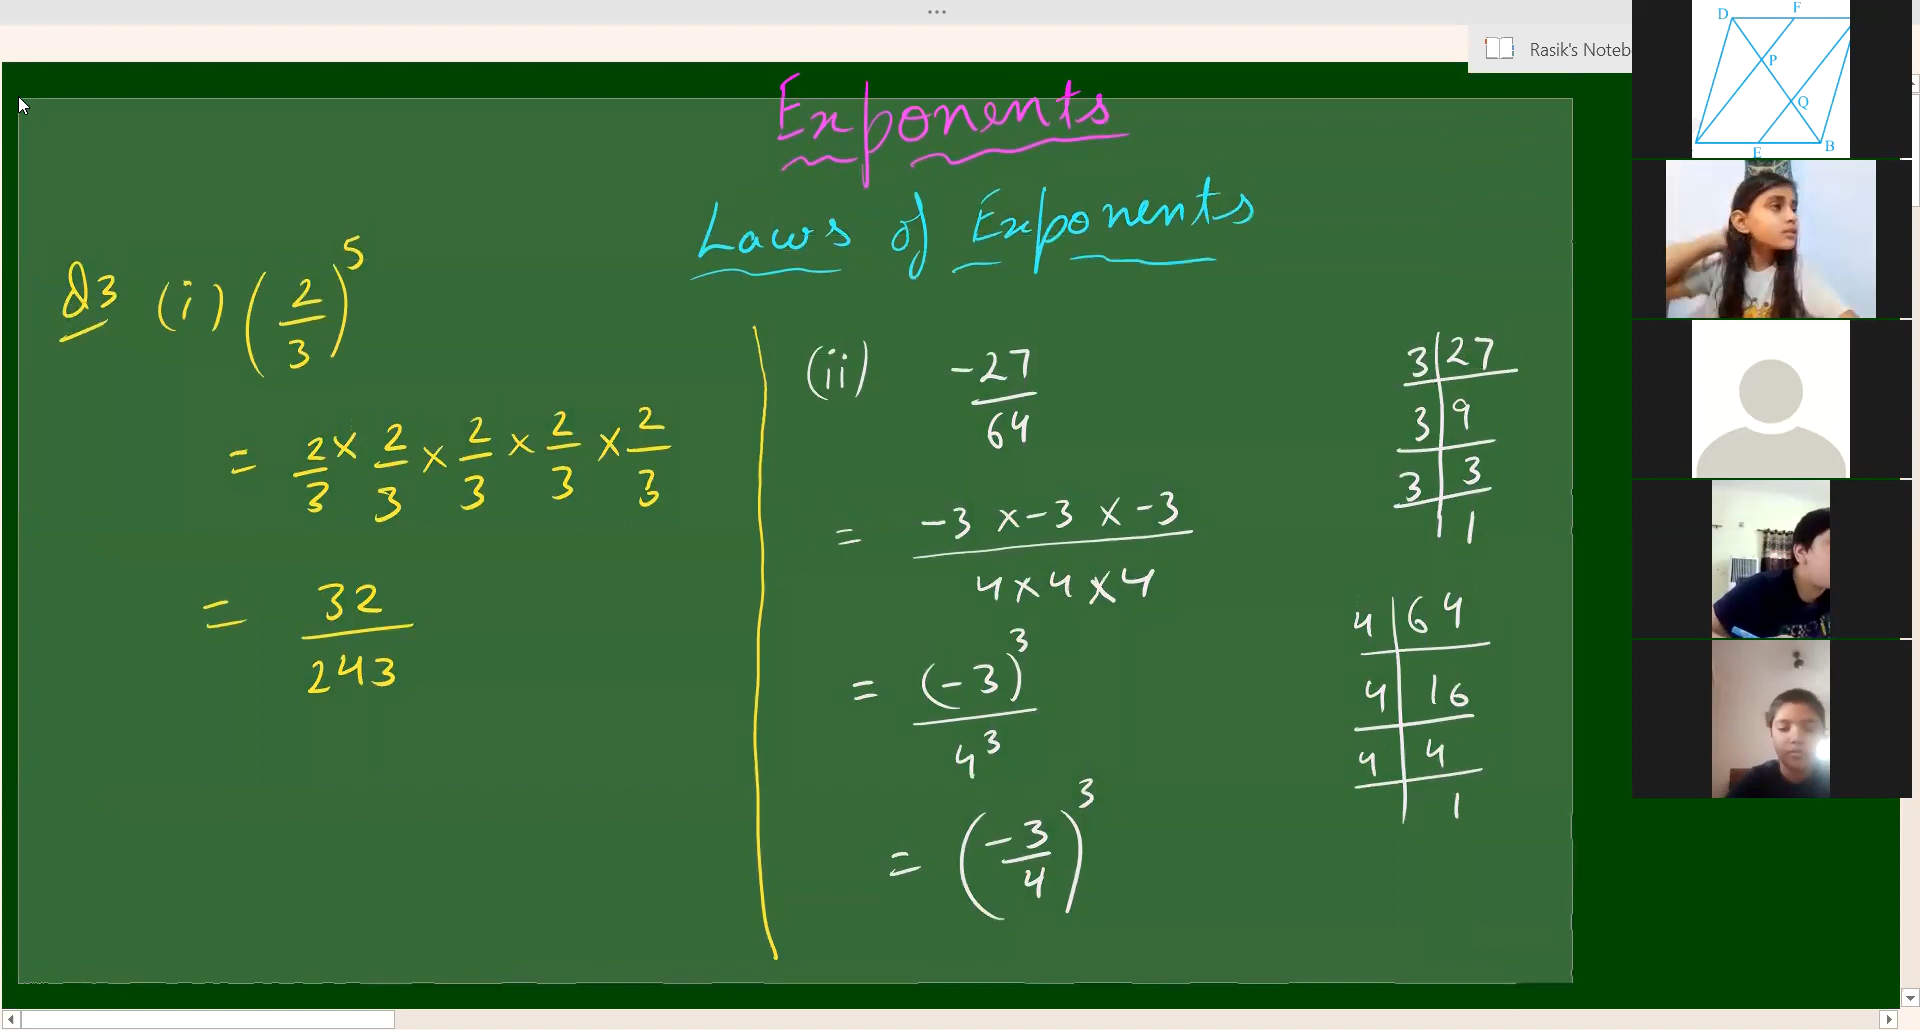 ...
Rasik's Noteb
Exponents
Laws of Exponents
Q3 (i) (2/3)^5
= 2/3 × 2/3 × 2/3 × 2/3 × 2/3
= 32/243
(ii) -27/64
= -3 × -3 × -3 / 4 × 4 × 4
= (-3)^3 / 4^3
= (-3/4)^3
3 | 27
3 | 9
3 | 3
| 1
4 | 64
4 | 16
4 | 4
| 1
D F
P
Q
E B